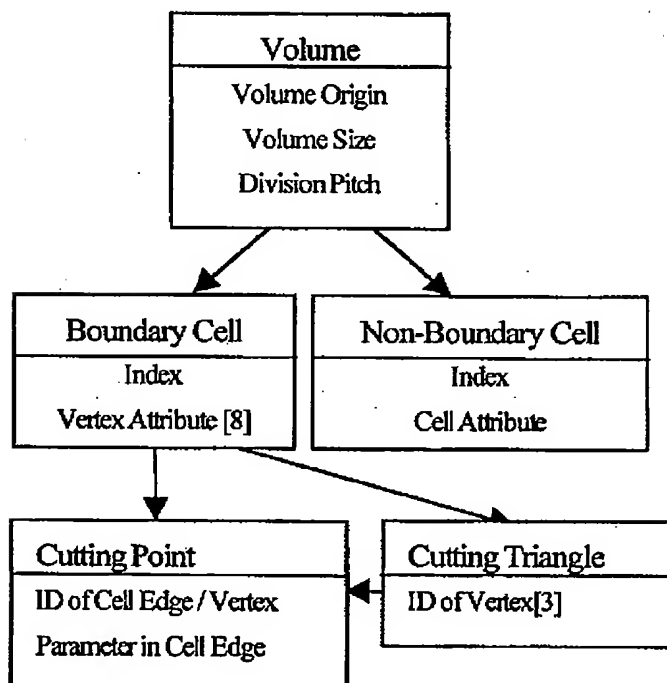 Volume
Volume Origin
Volume Size
Division Pitch
Boundary Cell
Index
Vertex Attribute [8]
Non-Boundary Cell
Index
Cell Attribute
Cutting Point
ID of Cell Edge / Vertex
Parameter in Cell Edge
Cutting Triangle
ID of Vertex[3]